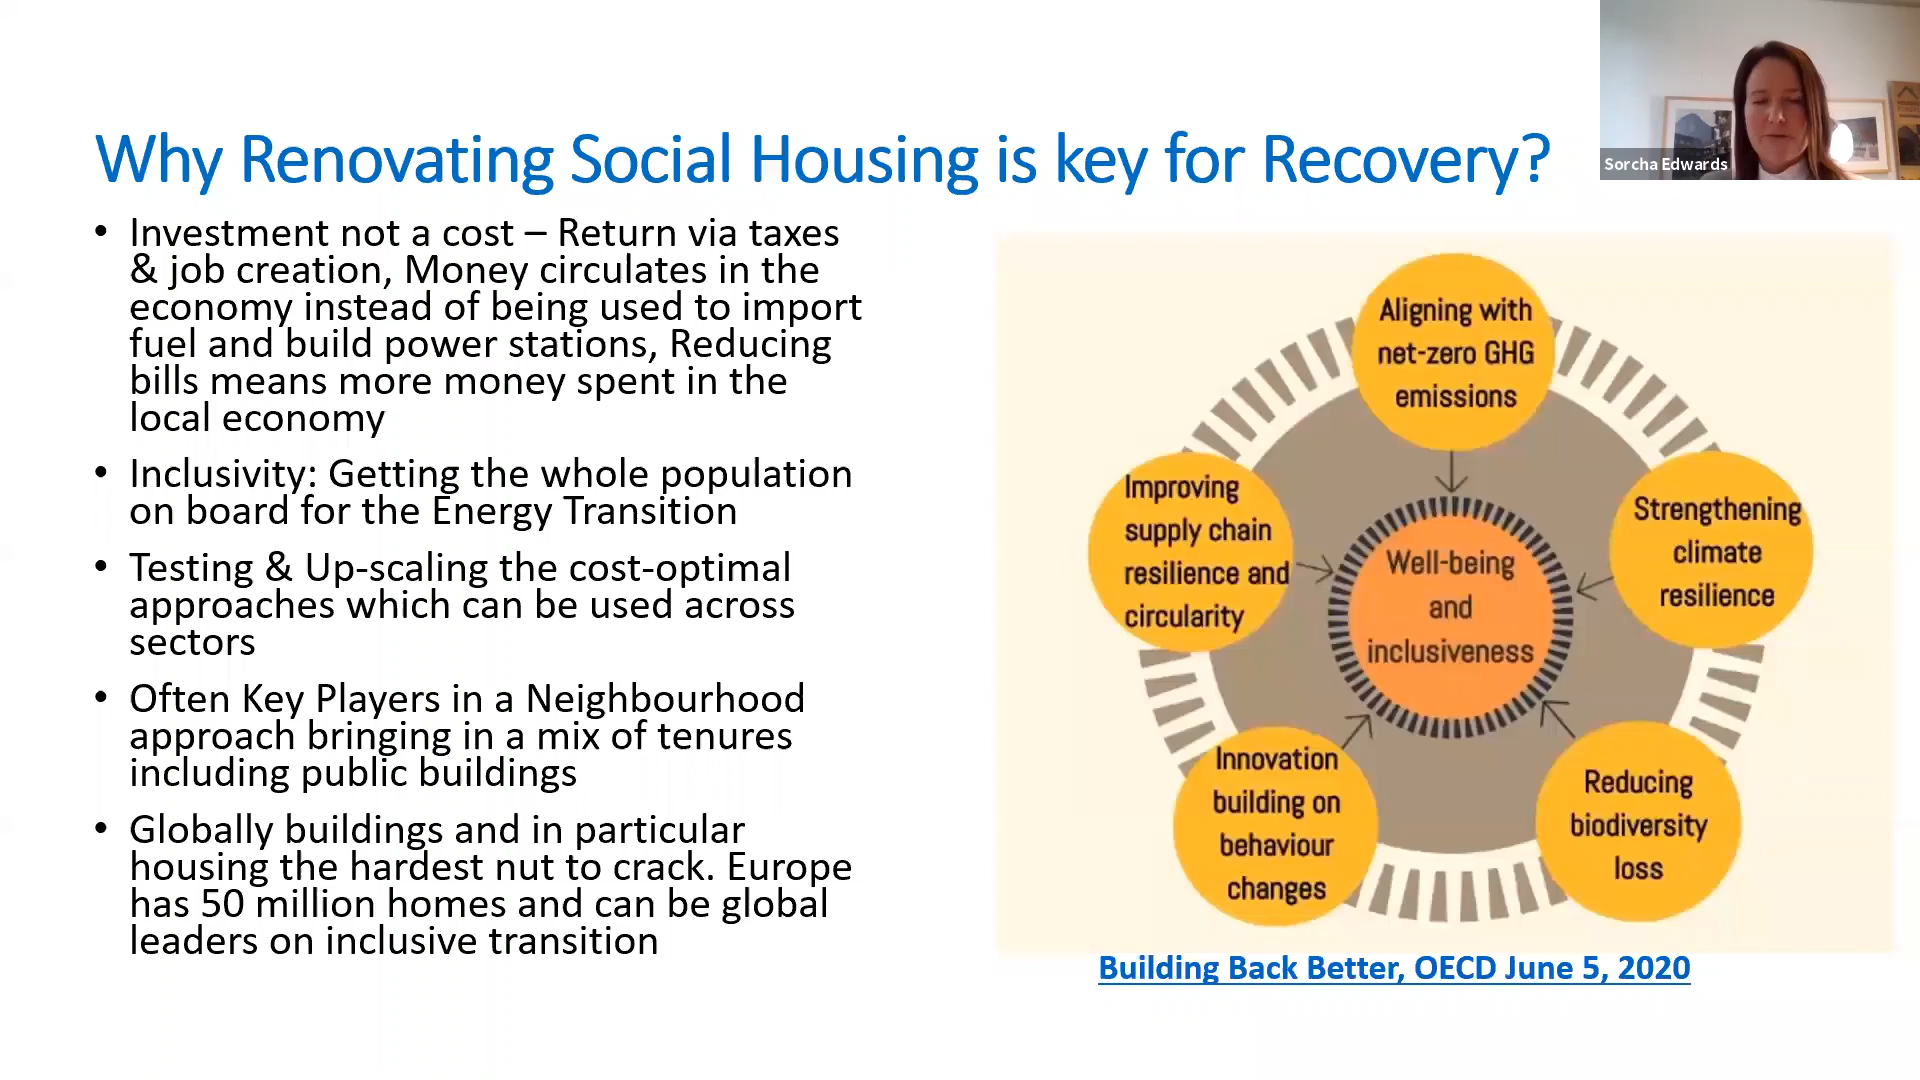 Why Renovating Social Housing is key for Recovery?
Sorcha Edwards
• Investment not a cost – Return via taxes
& job creation, Money circulates in the
economy instead of being used to import
fuel and build power stations, Reducing
bills means more money spent in the
local economy
• Inclusivity: Getting the whole population
on board for the Energy Transition
• Testing & Up-scaling the cost-optimal
approaches which can be used across
sectors
• Often Key Players in a Neighbourhood
approach bringing in a mix of tenures
including public buildings
• Globally buildings and in particular
housing the hardest nut to crack. Europe
has 50 million homes and can be global
leaders on inclusive transition
Aligning with
net-zero GHG
emissions
Improving
supply chain
resilience and
circularity
Strengthening
climate
resilience
Well-being
and
inclusiveness
Innovation
building on
behaviour
changes
Reducing
biodiversity
loss
Building Back Better, OECD June 5, 2020